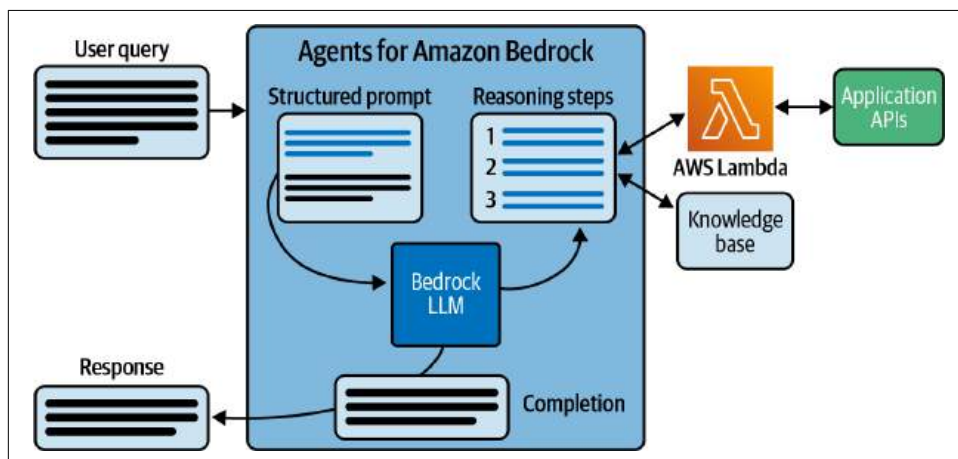 User query
Agents for Amazon Bedrock
Structured prompt
Reasoning steps
1
2
3
AWS Lambda
Application
APIs
Knowledge
base
Bedrock
LLM
Response
Completion